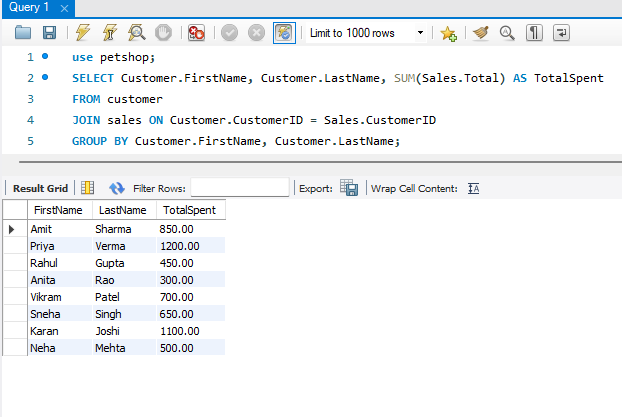 Query 1
Limit to 1000 rows
1 use petshop;
2 SELECT Customer.FirstName, Customer.LastName, SUM(Sales.Total) AS TotalSpent
3 FROM customer
4 JOIN sales ON Customer.CustomerID = Sales.CustomerID
5 GROUP BY Customer.FirstName, Customer.LastName;
Result Grid Filter Rows: Export: Wrap Cell Content: IA
FirstName LastName TotalSpent
Amit Sharma 850.00
Priya Verma 1200.00
Rahul Gupta 450.00
Anita Rao 300.00
Vikram Patel 700.00
Sneha Singh 650.00
Karan Joshi 1100.00
Neha Mehta 500.00